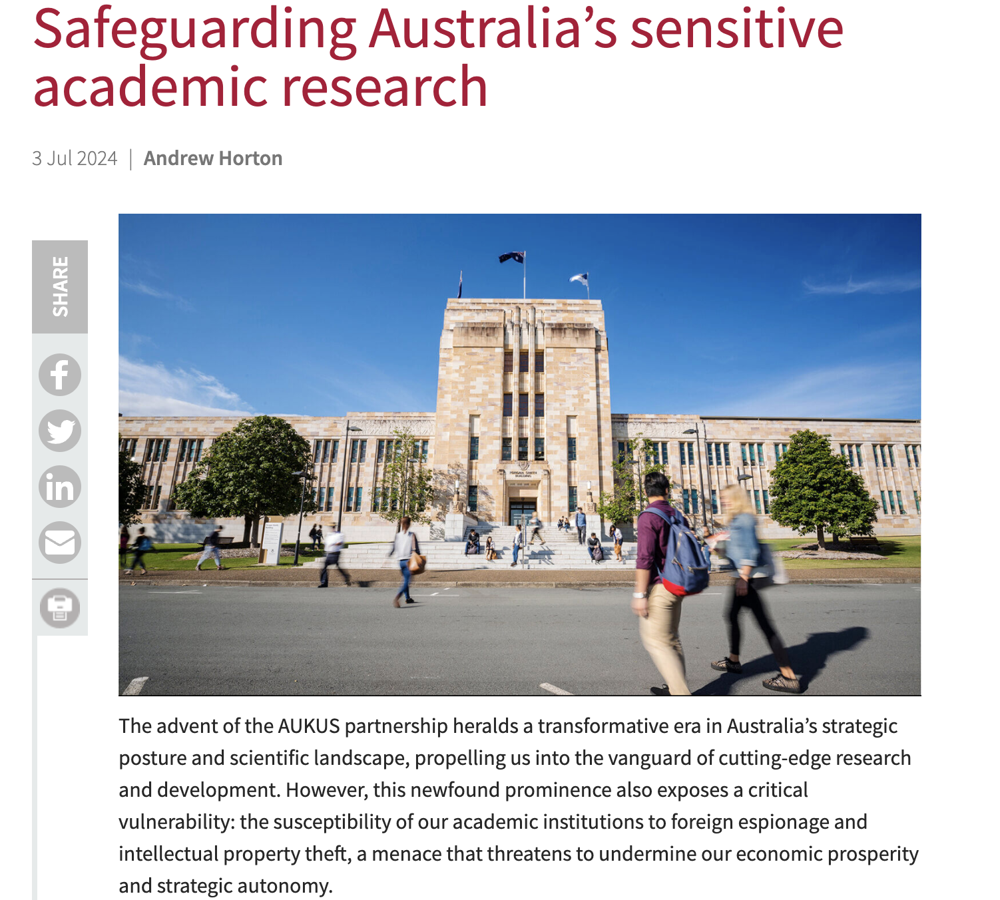 Safeguarding Australia’s sensitive
academic research
3 Jul 2024 | Andrew Horton
SHARE
FORGAN SMITH
BUILDING
The advent of the AUKUS partnership heralds a transformative era in Australia’s strategic
posture and scientific landscape, propelling us into the vanguard of cutting-edge research
and development. However, this newfound prominence also exposes a critical
vulnerability: the susceptibility of our academic institutions to foreign espionage and
intellectual property theft, a menace that threatens to undermine our economic prosperity
and strategic autonomy.